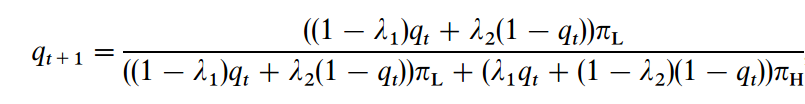 q_{t+1} = \frac{((1 − λ_1)q_t + λ_2(1 − q_t))π_L}{((1 − λ_1)q_t + λ_2(1 − q_t))π_L + (λ_1q_t + (1 − λ_2)(1 − q_t))π_H}